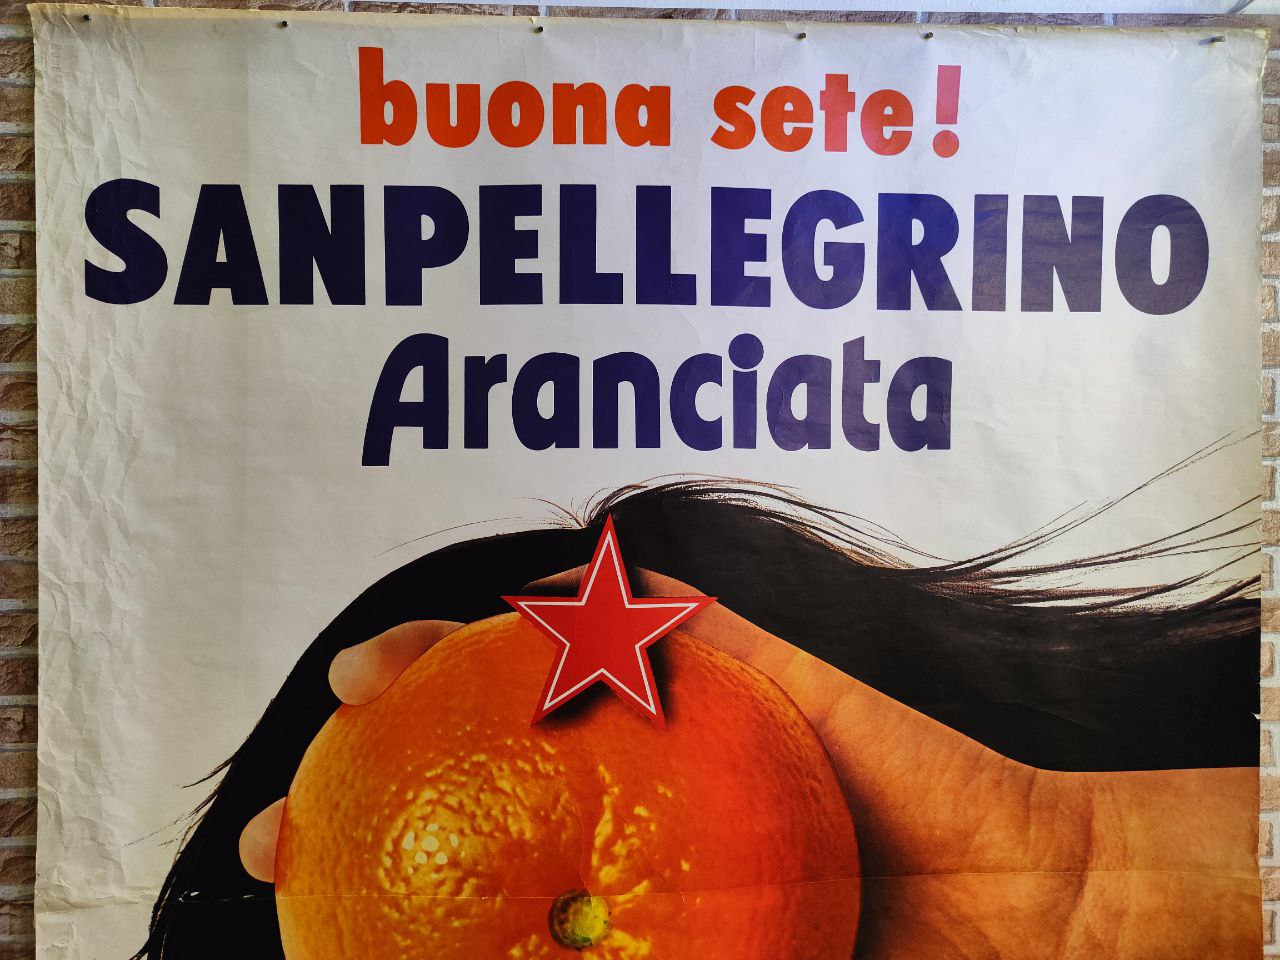 buona sete!
SANPELLEGRINO
Aranciata